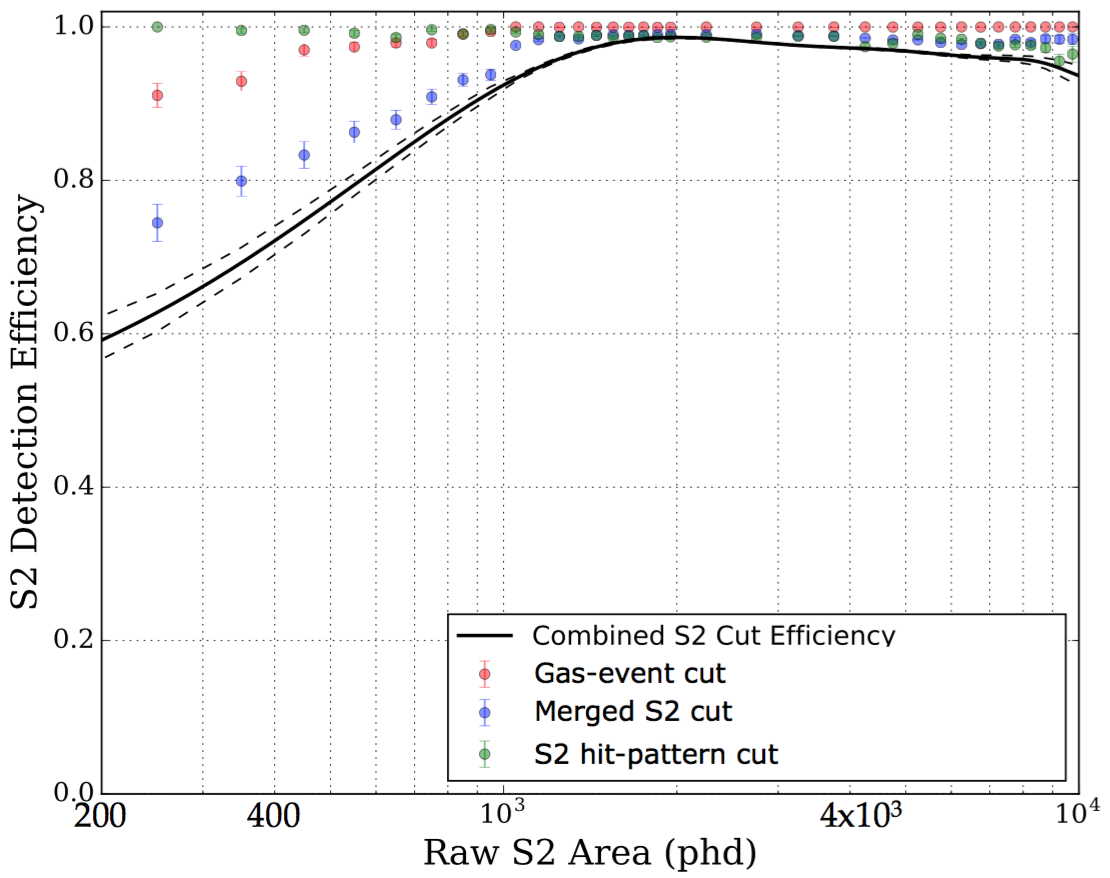 1.0
0.8
0.6
0.4
0.2
0.0
S2 Detection Efficiency
200
400
10³
4x10³
10⁴
Raw S2 Area (phd)
Combined S2 Cut Efficiency
Gas-event cut
Merged S2 cut
S2 hit-pattern cut